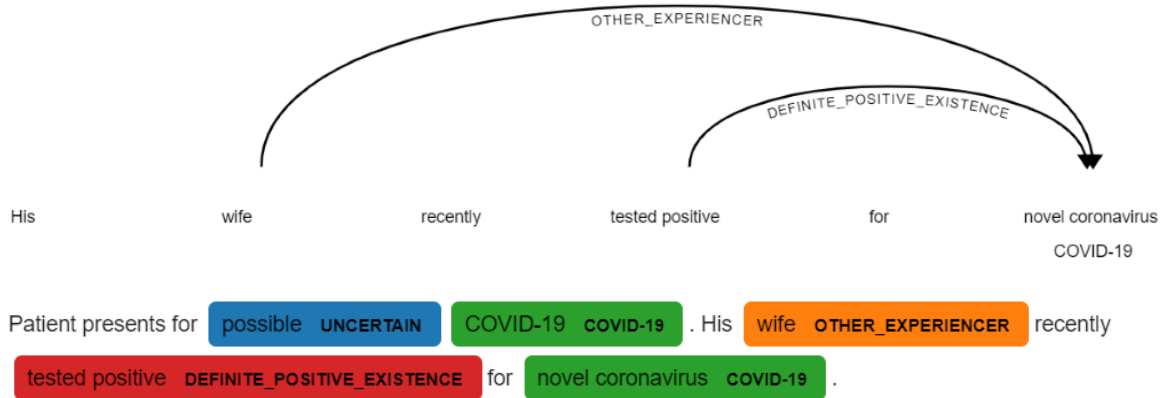 OTHER_EXPERIENCER
DEFINITE_POSITIVE_EXISTENCE
His wife recently tested positive for novel coronavirus
COVID-19
Patient presents for possible UNCERTAIN COVID-19 COVID-19 . His wife OTHER_EXPERIENCER recently
tested positive DEFINITE_POSITIVE_EXISTENCE for novel coronavirus COVID-19 .